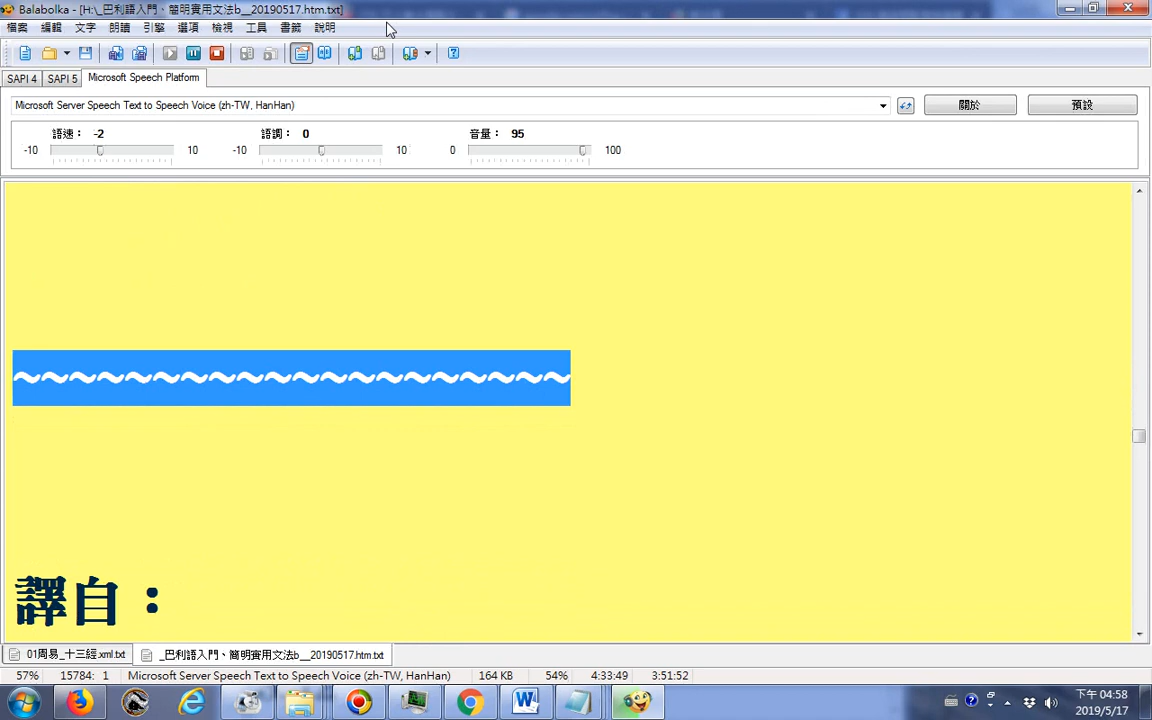 Balabolka - [H:\_巴利語入門、簡明實用文法b__20190517.htm.txt]
檔案 編輯 文字 朗讀 引擎 選項 檢視 工具 書籤 說明
SAPI 4 SAPI 5 Microsoft Speech Platform
Microsoft Server Speech Text to Speech Voice (zh-TW, HanHan) 關於 預設
語速： -2 語調： 0 音量： 95
-10 10 -10 10 0 100
～～～～～～～～～～～～～～～～～～～～
譯自：
01周易_十三經.xml.txt _巴利語入門、簡明實用文法b__20190517.htm.txt
57% 15784: 1 Microsoft Server Speech Text to Speech Voice (zh-TW, HanHan) 164 KB 54% 4:33:49 3:51:52
下午 04:58
2019/5/17